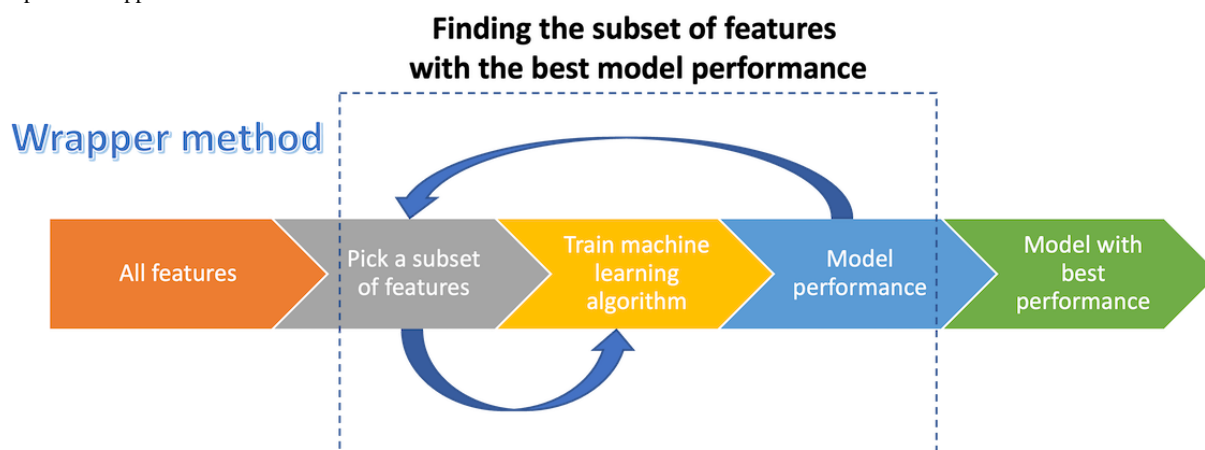 Finding the subset of features
with the best model performance
Wrapper method
All features
Pick a subset
of features
Train machine
learning
algorithm
Model
performance
Model with
best
performance